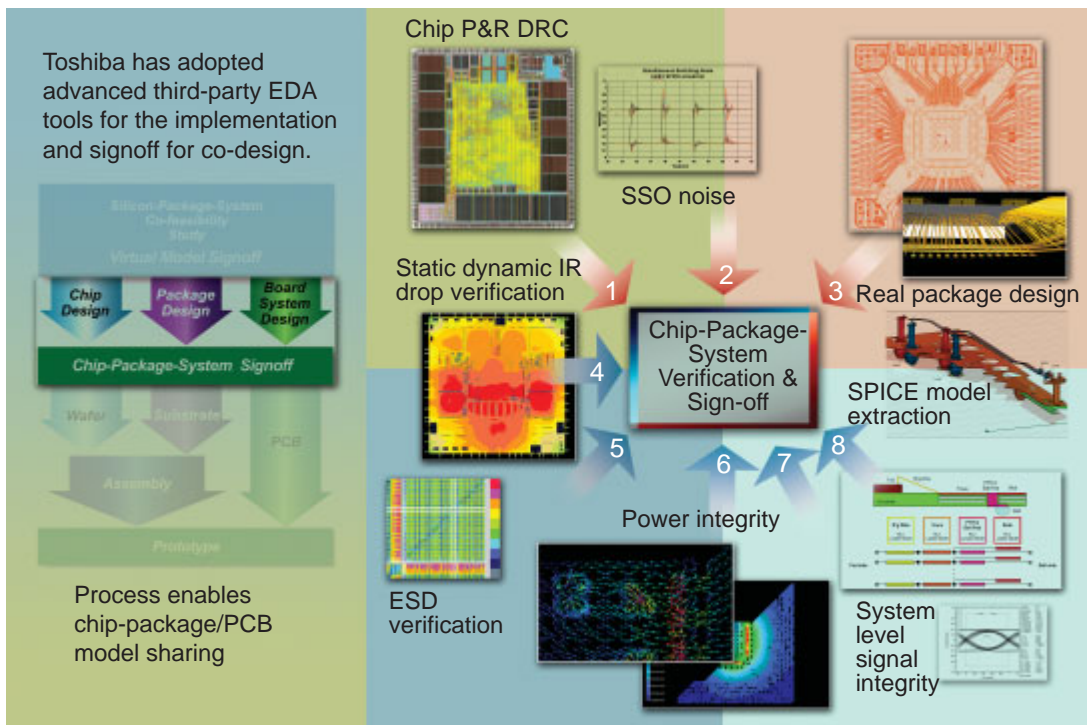 Toshiba has adopted
advanced third-party EDA
tools for the implementation
and signoff for co-design.
Silicon-Package-System
Co-feasibility
Study
Virtual Model Signoff
Chip
Design
Package
Design
Board
System
Design
Chip-Package-System Signoff
Wafer
Substrate
PCB
Assembly
Prototype
Process enables
chip-package/PCB
model sharing
Chip P&R DRC
SSO noise
Static dynamic IR
drop verification
1
2
3
Real package design
Chip-Package-
System
Verification &
Sign-off
4
SPICE model
extraction
5
6
7
8
ESD
verification
Power integrity
System
level
signal
integrity